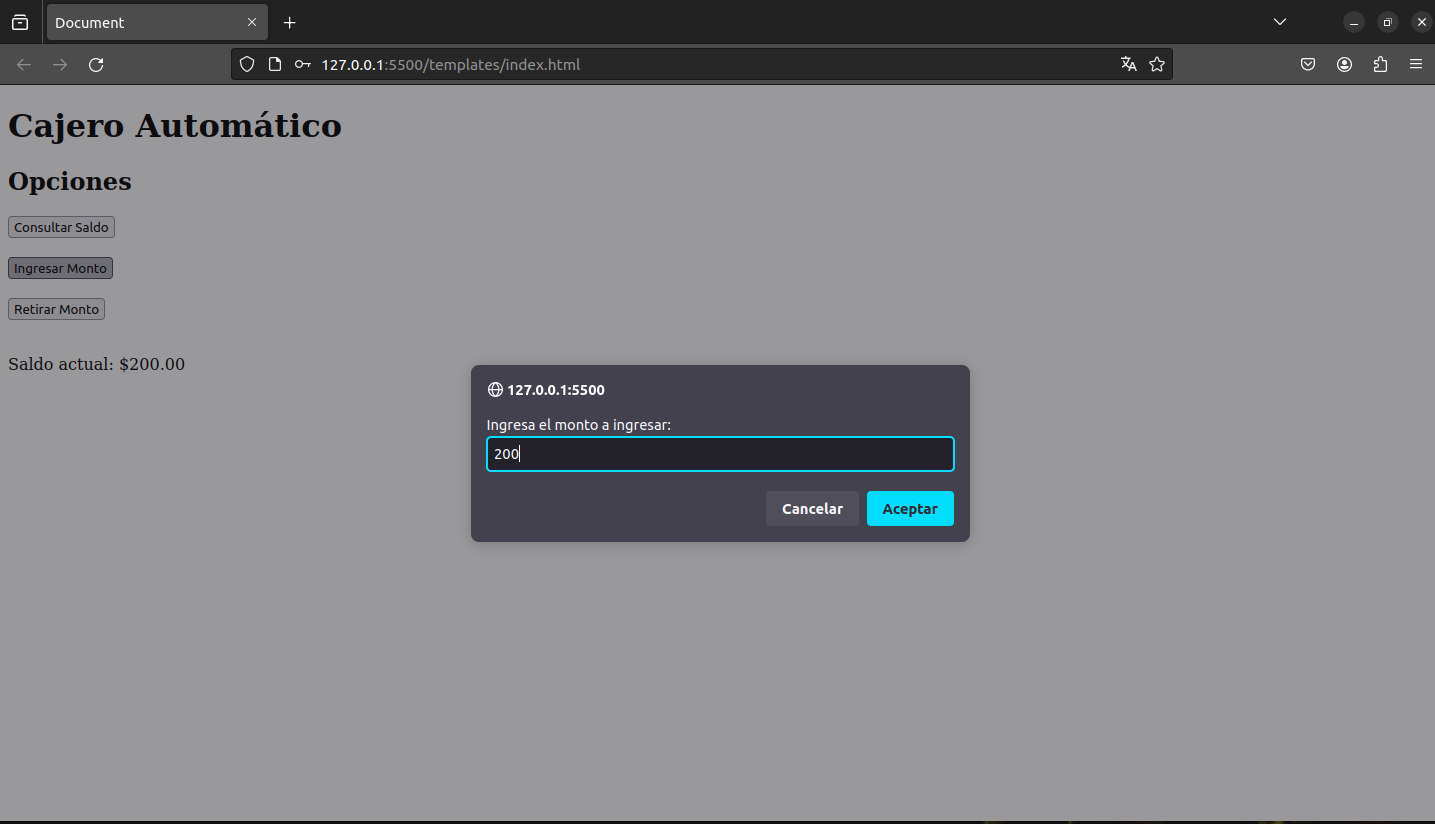 Document
127.0.0.1:5500/templates/index.html
Cajero Automático
Opciones
Consultar Saldo
Ingresar Monto
Retirar Monto
Saldo actual: $200.00
127.0.0.1:5500
Ingresa el monto a ingresar:
200
Cancelar Aceptar